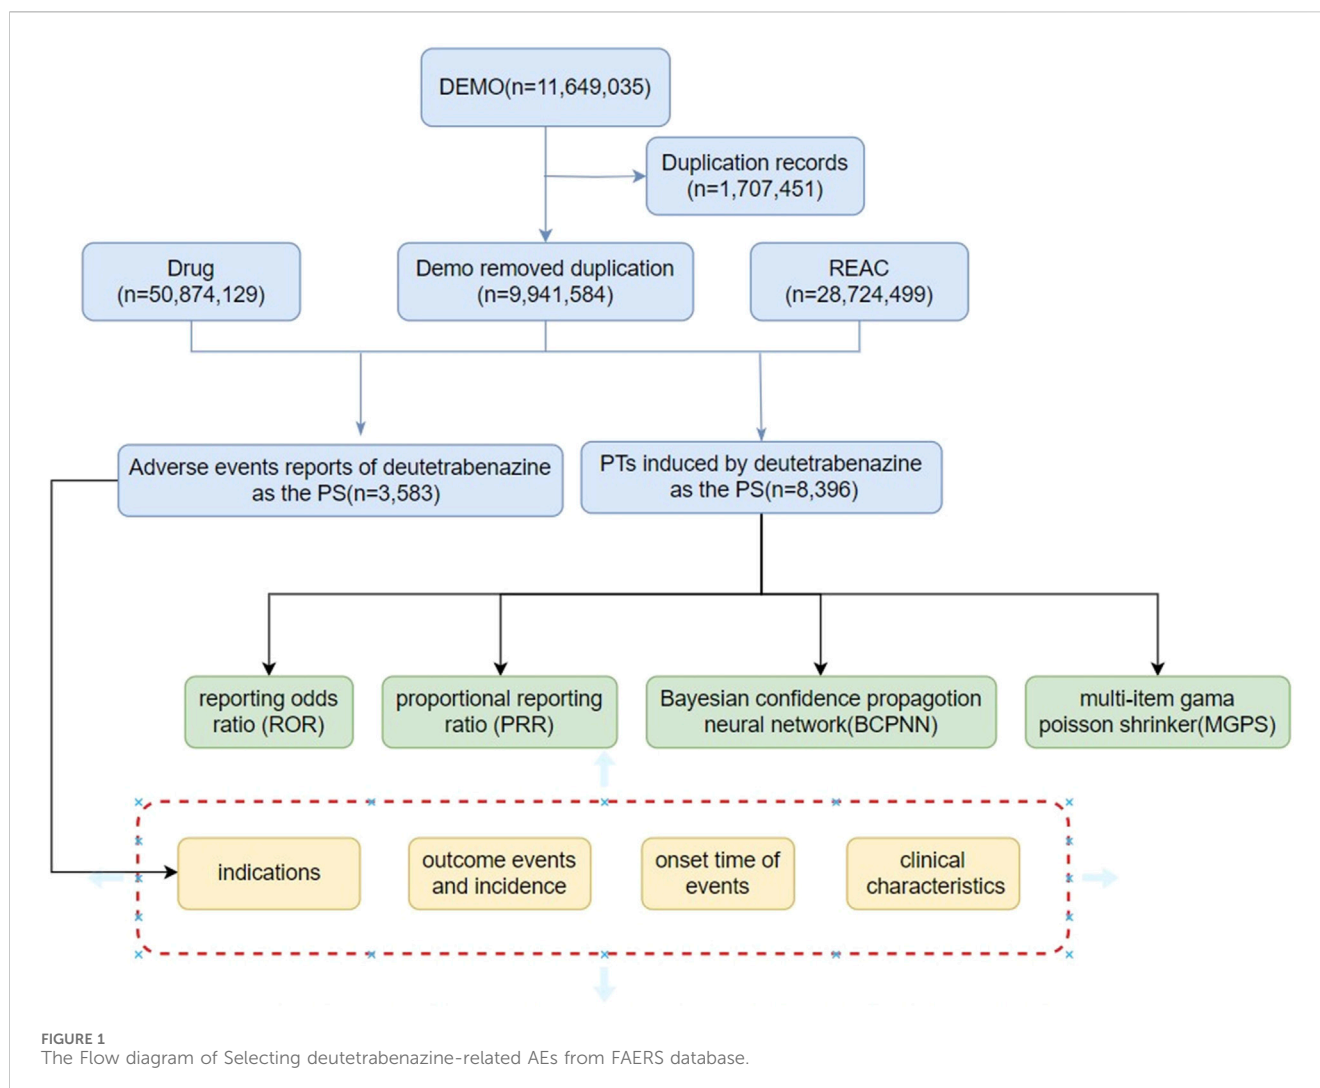 DEMO(n=11,649,035)
Duplication records
(n=1,707,451)
Drug
(n=50,874,129)
Demo removed duplication
(n=9,941,584)
REAC
(n=28,724,499)
Adverse events reports of deutetrabenazine
as the PS(n=3,583)
PTs induced by deutetrabenazine
as the PS(n=8,396)
reporting odds
ratio (ROR)
proportional reporting
ratio (PRR)
Bayesian confidence propagotion
neural network(BCPNN)
multi-item gama
poisson shrinker(MGPS)
indications
outcome events
and incidence
onset time of
events
clinical
characteristics
FIGURE 1
The Flow diagram of Selecting deutetrabenazine-related AEs from FAERS database.